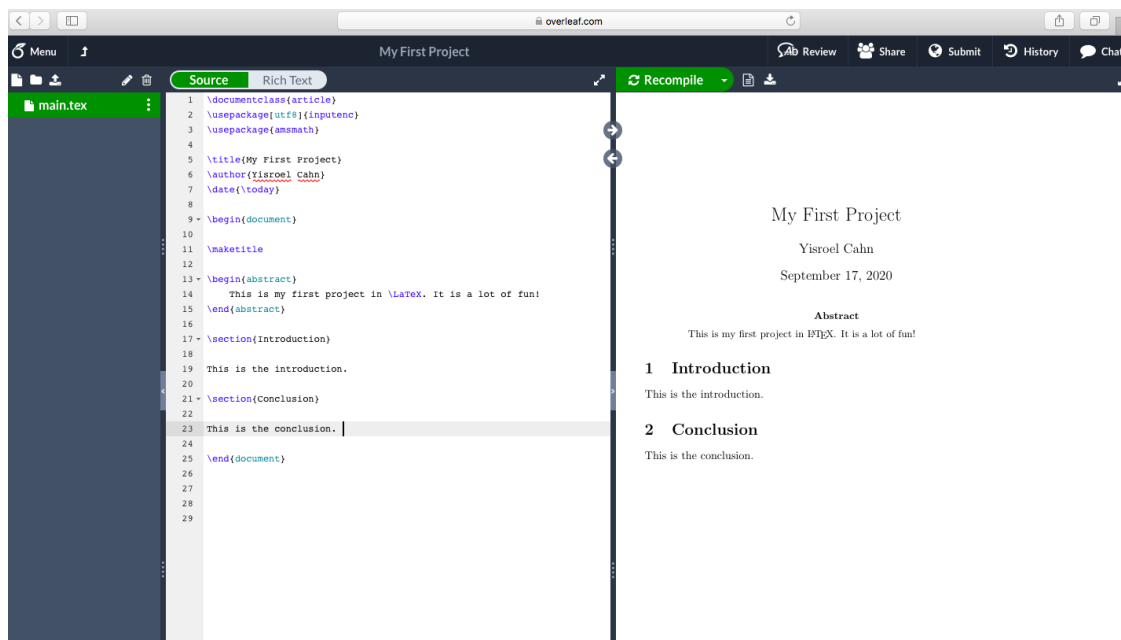 overleaf.com
Menu My First Project Review Share Submit History Chat
Source Rich Text Recompile
main.tex
1 \documentclass{article}
2 \usepackage[utf8]{inputenc}
3 \usepackage{amsmath}
4
5 \title{My First Project}
6 \author{Yisroel Cahn}
7 \date{\today}
8
9 \begin{document}
10
11 \maketitle
12
13 \begin{abstract}
14 This is my first project in \LaTeX. It is a lot of fun!
15 \end{abstract}
16
17 \section{Introduction}
18
19 This is the introduction.
20
21 \section{Conclusion}
22
23 This is the conclusion.
24
25 \end{document}
26
27
28
29
My First Project
Yisroel Cahn
September 17, 2020
Abstract
This is my first project in LATEX. It is a lot of fun!
1 Introduction
This is the introduction.
2 Conclusion
This is the conclusion.